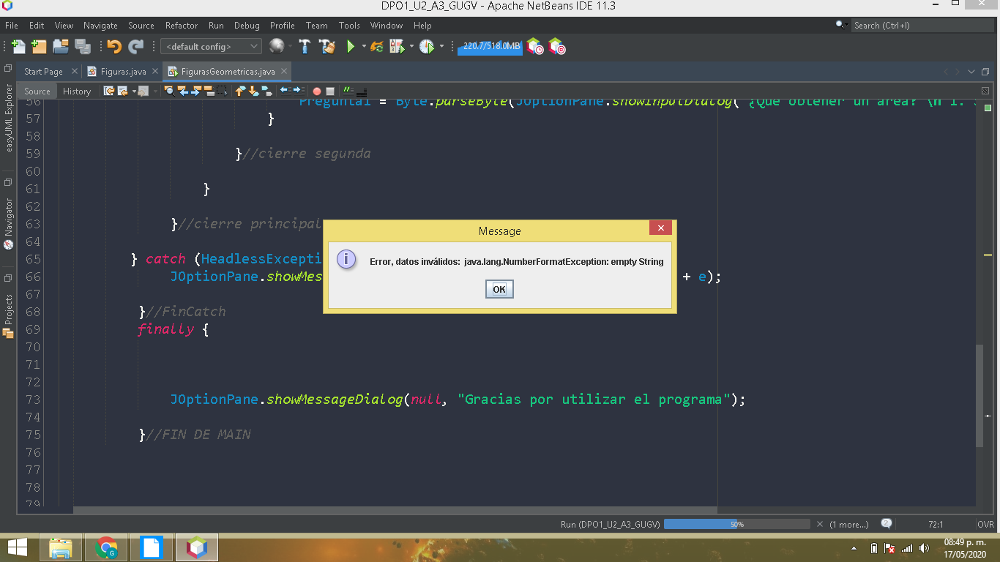 DPO1_U2_A3_GUGV - Apache NetBeans IDE 11.3
File Edit View Navigate Source Refactor Run Debug Profile Team Tools Window Help
Search (Ctrl+I)
<default config>
220.7/518.0MB
Start Page Figuras.java FigurasGeometricas.java
Source History
easyUML Explorer
Navigator
Projects
56 Pregunta1 = Byte.parseByte(JOptionPane.showInputDialog("¿Que obtener un area? \n 1.
57 }
58
59 }//cierre segunda
60
61 }
62
63 }//cierre principal
64
65 } catch (HeadlessExcepti
66 JOptionPane.showMes + e);
67
68 }//FinCatch
69 finally {
70
71
72
73 JOptionPane.showMessageDialog(null, "Gracias por utilizar el programa");
74
75 }//FIN DE MAIN
76
77
78
79
Message
Error, datos inválidos: java.lang.NumberFormatException: empty String
OK
Run (DPO1_U2_A3_GUGV) 50% (1 more...) 72:1 OVR
08:49 p. m.
17/05/2020